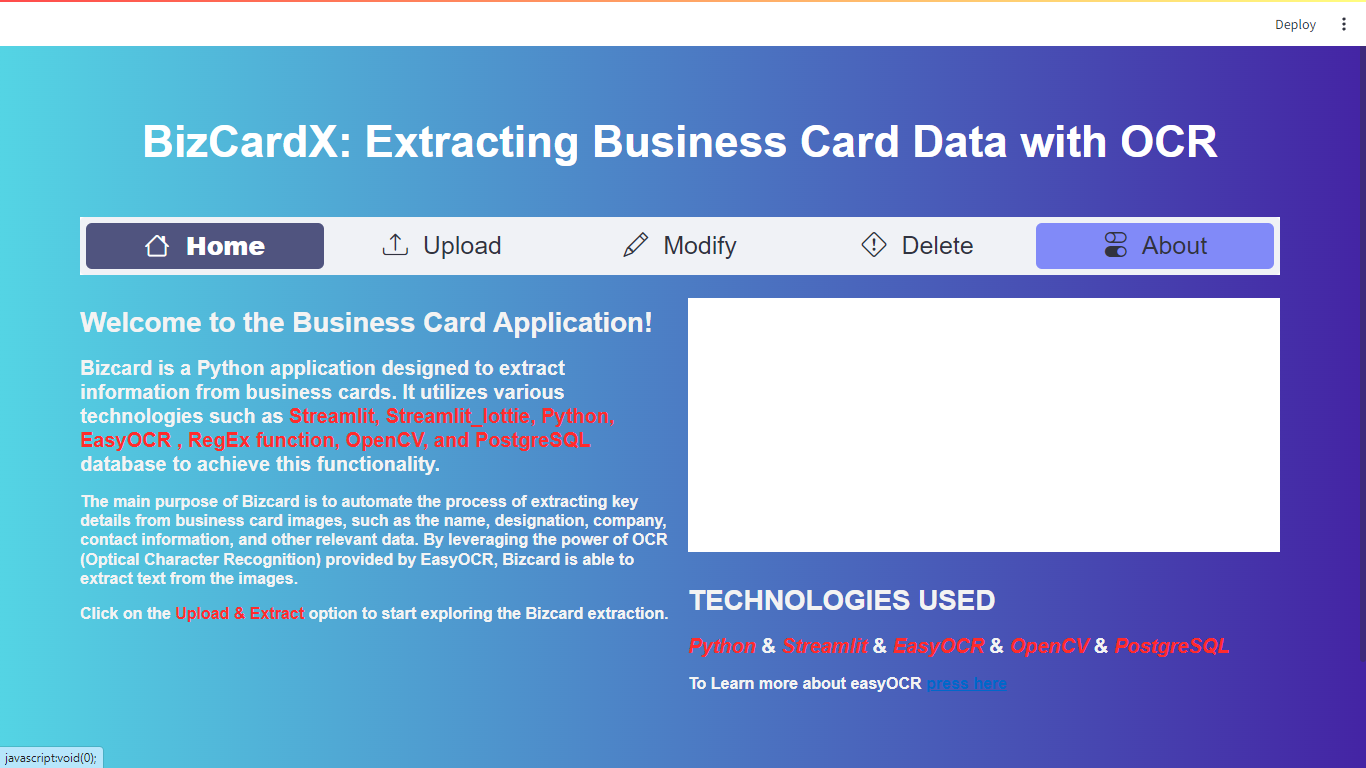 Deploy
BizCardX: Extracting Business Card Data with OCR
Home
Upload
Modify
Delete
About
Welcome to the Business Card Application!
Bizcard is a Python application designed to extract
information from business cards. It utilizes various
technologies such as Streamlit, Streamlit_lottie, Python,
EasyOCR , RegEx function, OpenCV, and PostgreSQL
database to achieve this functionality.
The main purpose of Bizcard is to automate the process of extracting key
details from business card images, such as the name, designation, company,
contact information, and other relevant data. By leveraging the power of OCR
(Optical Character Recognition) provided by EasyOCR, Bizcard is able to
extract text from the images.
Click on the Upload & Extract option to start exploring the Bizcard extraction.
TECHNOLOGIES USED
Python & Streamlit & EasyOCR & OpenCV & PostgreSQL
To Learn more about easyOCR press here
javascript:void(0);